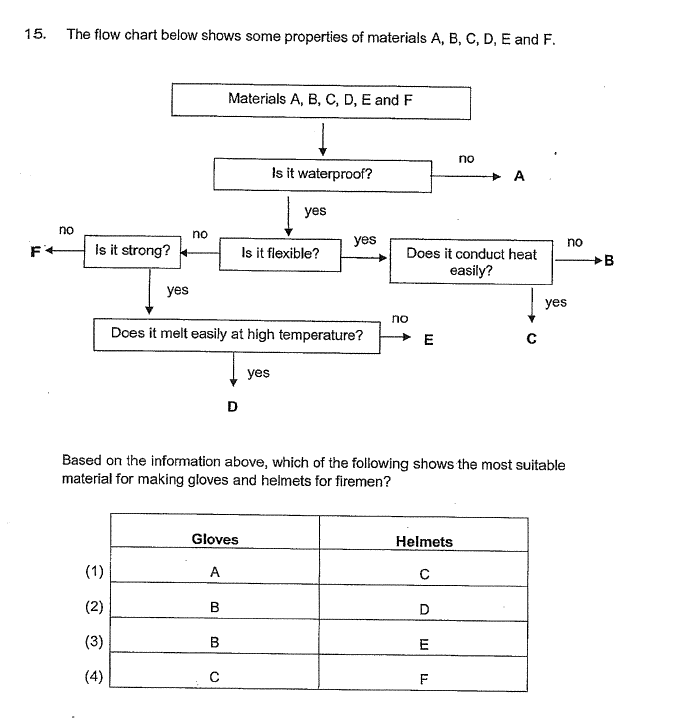 15. The flow chart below shows some properties of materials A, B, C, D, E and F.
Materials A, B, C, D, E and F
Is it waterproof?
no
A
yes
no
F
Is it strong?
no
Is it flexible?
yes
Does it conduct heat
easily?
no
B
yes
yes
C
Does it melt easily at high temperature?
no
E
yes
D
Based on the information above, which of the following shows the most suitable
material for making gloves and helmets for firemen?
Gloves Helmets
(1) A C
(2) B D
(3) B E
(4) C F